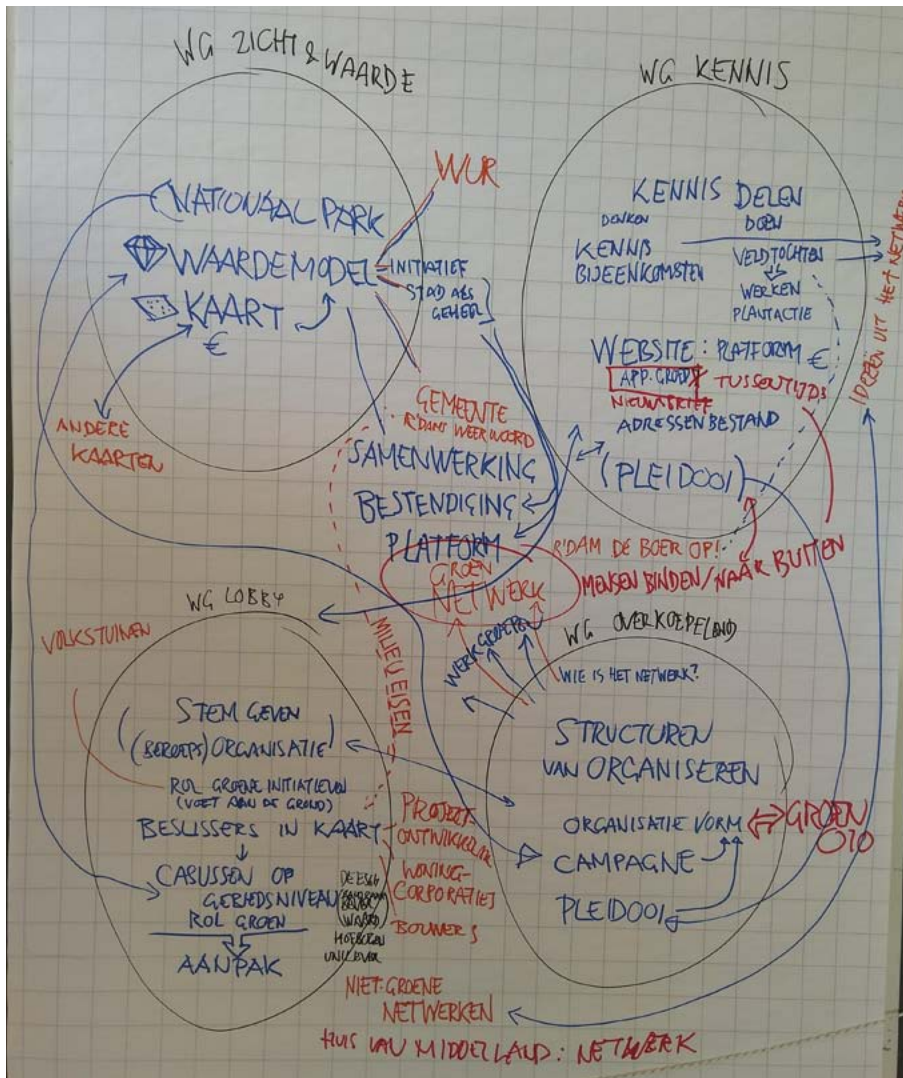 WG ZICHT & WAARDE
NATIONAAL PARK
WAARDEMODEL
INITIATIEF
STAD ALS
GEHEEL
KAART
€
WUR
ANDERE
KAARTEN
GEMEENTE
R'DAMS WEERWOORD
SAMENWERKING
BESTENDIGING
PLATFORM
GROEN
NETWERK
WG KENNIS
KENNIS DELEN
DENKEN
DOEN
KENNIS
BIJEENKOMSTEN
VELDTOCHTEN
WERKEN
PLANTACTIE
WEBSITE: PLATFORM €
APP. GROEP
TUSSENTIJDS
NIEUWSBRIEF
ADRESSENBESTAND
(PLEIDOOI)
IDEEËN UIT HET NETWERK
R'DAM DE BOER OP!
MENSEN BINDEN/NAAR BUITEN
WG LOBBY
VOLKSTUINEN
MILIEU EISEN
STEM GEVEN
(BEROEPS) ORGANISATIE
ROL GROENE INITIATIEVEN
(VOET AAN DE GROND)
BESLISSERS IN KAART
PROJECT-
ONTWIKKELAAR
WONING-
CORPORATIES
BOUWERS
CASUSSEN OP
GEBIEDSNIVEAU
ROL GROEN
AANPAK
DE ESCH
WAARD
UNILEVER
NIET-GROENE
NETWERKEN
HUIS VAN MIDDELLAND: NETWERK
WG OVERKOEPELEND
WERKGROEPEN
WIE IS HET NETWERK?
STRUCTUREN
VAN ORGANISEREN
ORGANISATIE VORM
GROEN
010
CAMPAGNE
PLEIDOOI